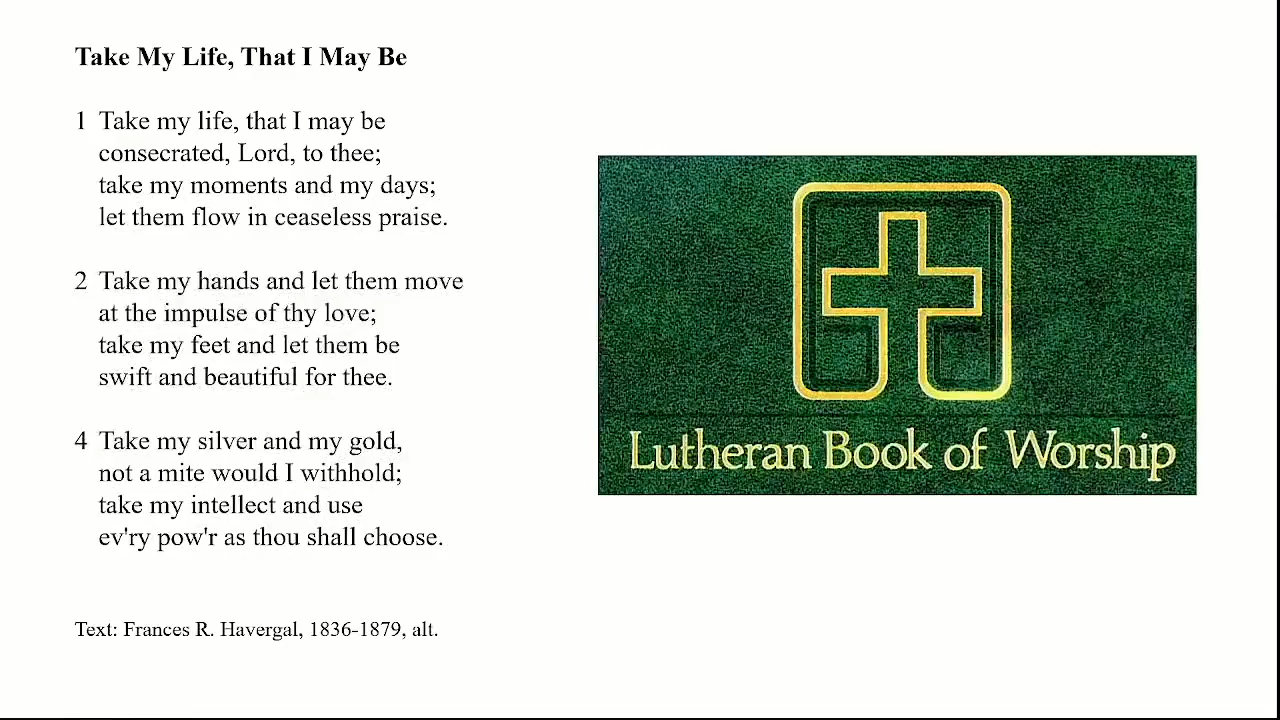 Take My Life, That I May Be
1 Take my life, that I may be
consecrated, Lord, to thee;
take my moments and my days;
let them flow in ceaseless praise.
2 Take my hands and let them move
at the impulse of thy love;
take my feet and let them be
swift and beautiful for thee.
4 Take my silver and my gold,
not a mite would I withhold;
take my intellect and use
ev'ry pow'r as thou shall choose.
Text: Frances R. Havergal, 1836-1879, alt.
Lutheran Book of Worship